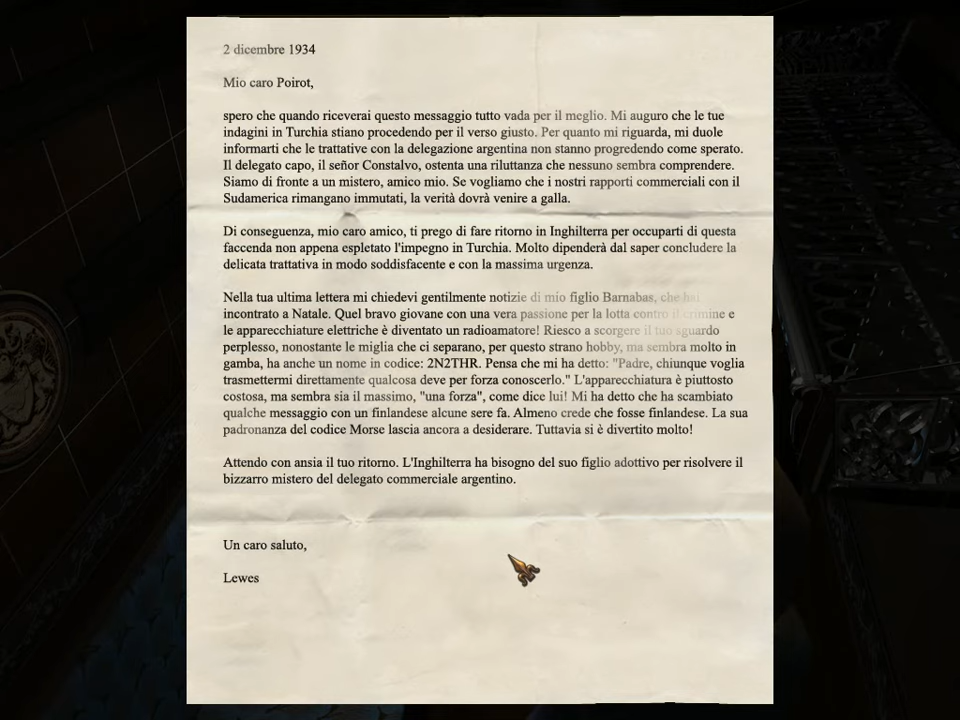 2 dicembre 1934
Mio caro Poirot,
spero che quando riceverai questo messaggio tutto vada per il meglio. Mi auguro che le tue
indagini in Turchia stiano procedendo per il verso giusto. Per quanto mi riguarda, mi duole
informarti che le trattative con la delegazione argentina non stanno progredendo come sperato.
Il delegato capo, il señor Constalvo, ostenta una riluttanza che nessuno sembra comprendere.
Siamo di fronte a un mistero, amico mio. Se vogliamo che i nostri rapporti commerciali con il
Sudamerica rimangano immutati, la verità dovrà venire a galla.
Di conseguenza, mio caro amico, ti prego di fare ritorno in Inghilterra per occuparti di questa
faccenda non appena espletato l'impegno in Turchia. Molto dipenderà dal saper concludere la
delicata trattativa in modo soddisfacente e con la massima urgenza.
Nella tua ultima lettera mi chiedevi gentilmente notizie di mio figlio Barnabas, che hai
incontrato a Natale. Quel bravo giovane con una vera passione per la lotta contro il crimine e
le apparecchiature elettriche è diventato un radioamatore! Riesco a scorgere il tuo sguardo
perplesso, nonostante le miglia che ci separano, per questo strano hobby, ma sembra molto in
gamba, ha anche un nome in codice: 2N2THR. Pensa che mi ha detto: "Padre, chiunque voglia
trasmettermi direttamente qualcosa deve per forza conoscerlo." L'apparecchiatura è piuttosto
costosa, ma sembra sia il massimo, "una forza", come dice lui! Mi ha detto che ha scambiato
qualche messaggio con un finlandese alcune sere fa. Almeno crede che fosse finlandese. La sua
padronanza del codice Morse lascia ancora a desiderare. Tuttavia si è divertito molto!
Attendo con ansia il tuo ritorno. L'Inghilterra ha bisogno del suo figlio adottivo per risolvere il
bizzarro mistero del delegato commerciale argentino.
Un caro saluto,
Lewes